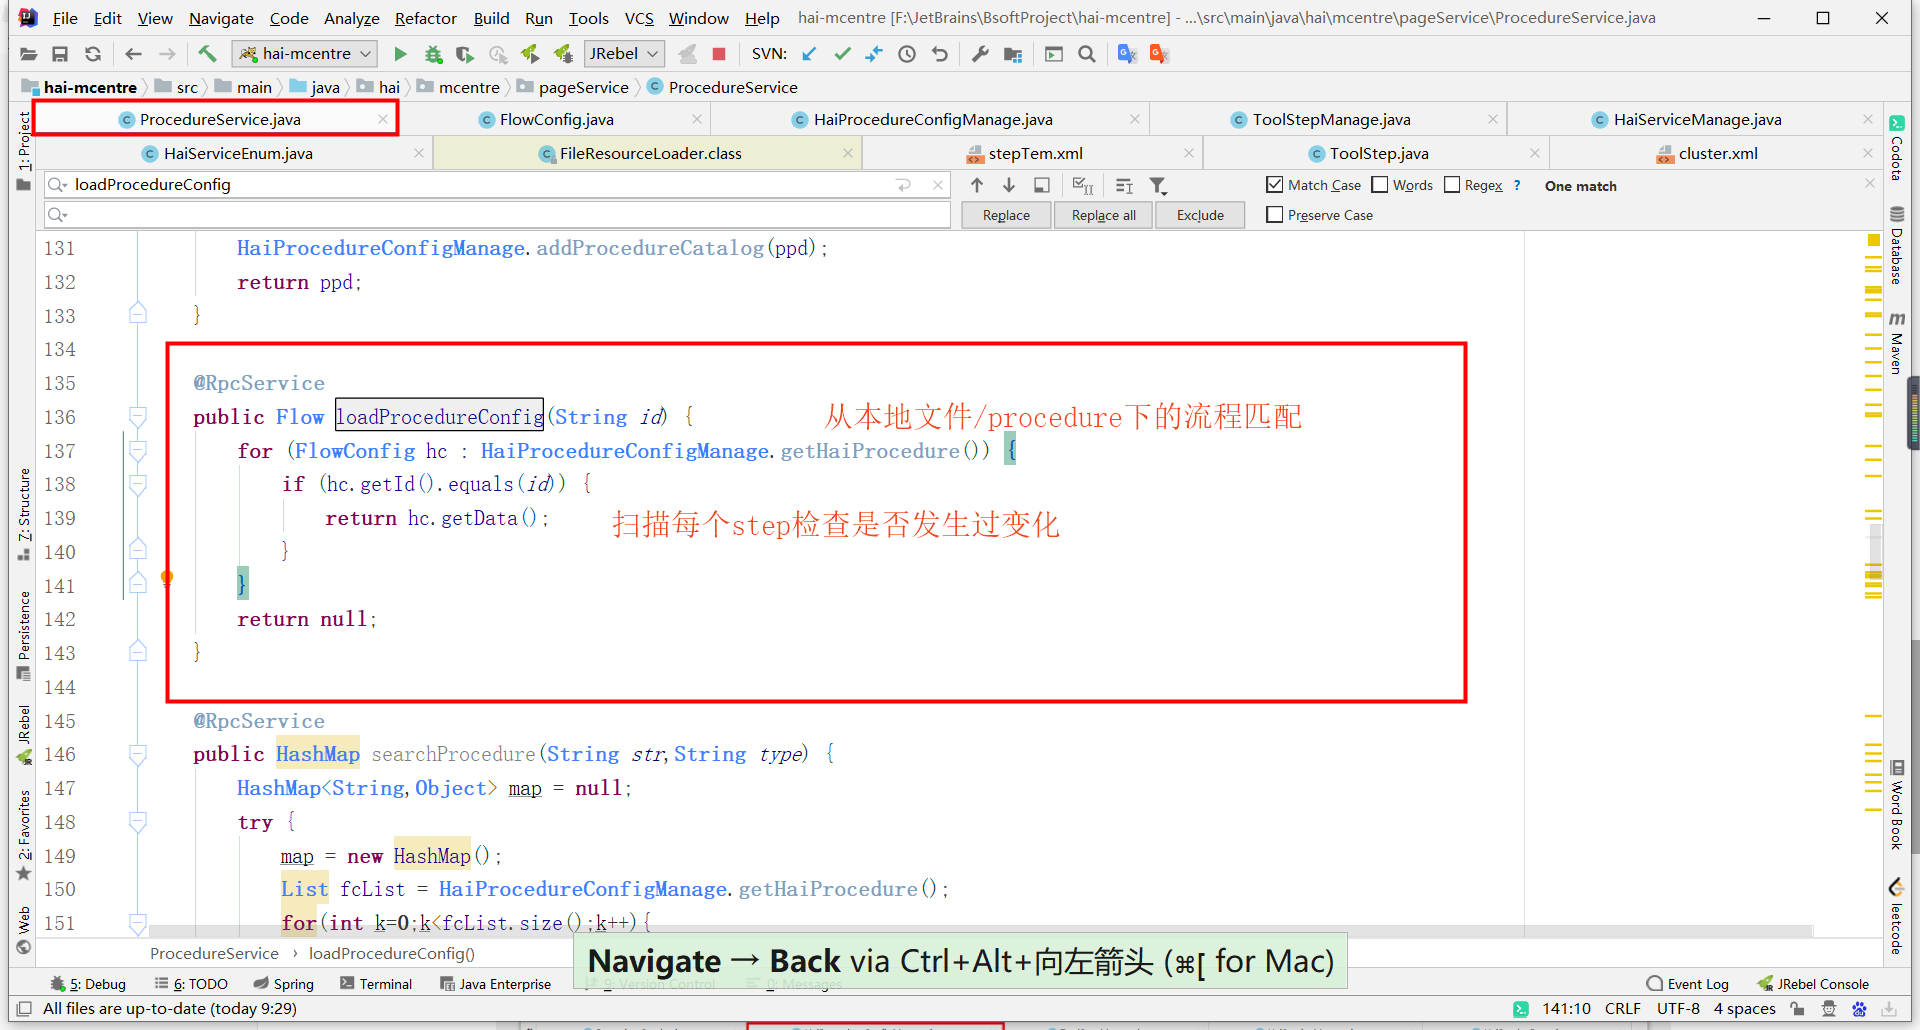 File Edit View Navigate Code Analyze Refactor Build Run Tools VCS Window Help hai-mcentre [F:\JetBrains\BsoftProject\hai-mcentre] - ...\src\main\java\hai\mcentre\pageService\ProcedureService.java
hai-mcentre JRebel SVN:
hai-mcentre src main java hai mcentre pageService ProcedureService
ProcedureService.java FlowConfig.java HaiProcedureConfigManage.java ToolStepManage.java HaiServiceManage.java
HaiServiceEnum.java FileResourceLoader.class stepTem.xml ToolStep.java cluster.xml
loadProcedureConfig Match Case Words Regex ? One match
Replace Replace all Exclude Preserve Case
131 HaiProcedureConfigManage.addProcedureCatalog(ppd);
132 return ppd;
133 }
134
135 @RpcService
136 public Flow loadProcedureConfig(String id) { 从本地文件/procedure下的流程匹配
137 for (FlowConfig hc : HaiProcedureConfigManage.getHaiProcedure()) {
138 if (hc.getId().equals(id)) {
139 return hc.getData(); 扫描每个step检查是否发生过变化
140 }
141 }
142 return null;
143 }
144
145 @RpcService
146 public HashMap searchProcedure(String str,String type) {
147 HashMap<String,Object> map = null;
148 try {
149 map = new HashMap();
150 List fcList = HaiProcedureConfigManage.getHaiProcedure();
151 for(int k=0;k<fcList.size();k++){
ProcedureService › loadProcedureConfig()
Navigate → Back via Ctrl+Alt+向左箭头 (⌘[ for Mac)
5: Debug 6: TODO Spring Terminal Java Enterprise 9: Version Control 0: Messages Event Log JRebel Console
All files are up-to-date (today 9:29) 141:10 CRLF UTF-8 4 spaces
1: Project
Z: Structure
Persistence
JRebel
2: Favorites
Web
Codota
Database
m Maven
Word Book
leetcode